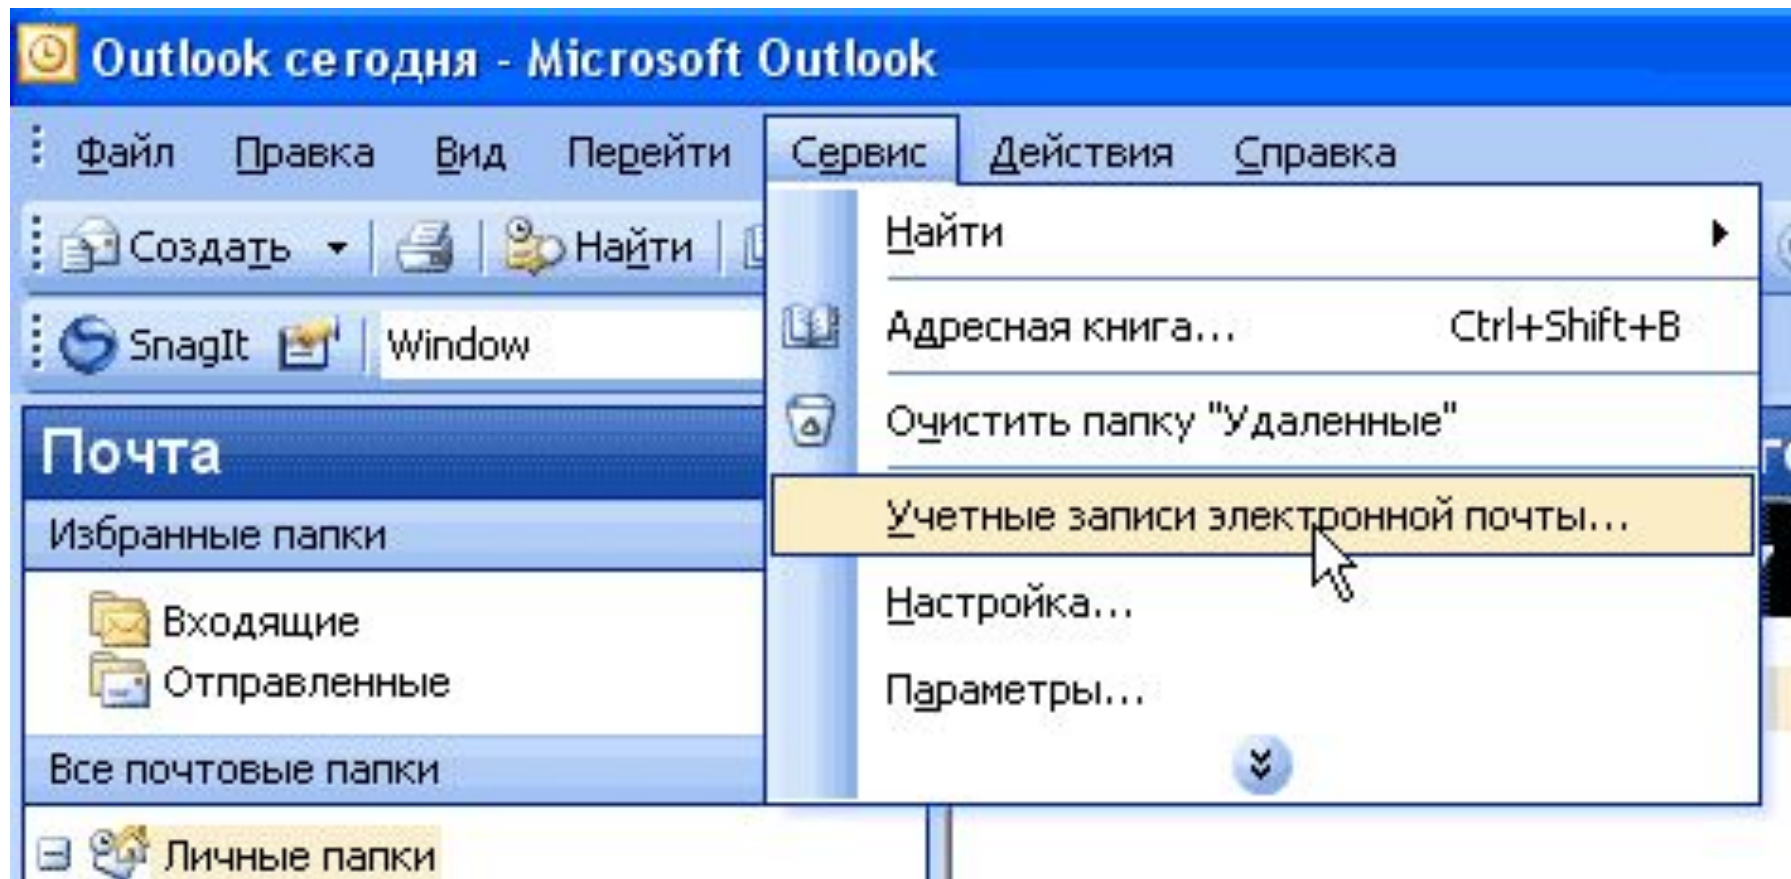 Outlook сегодня - Microsoft Outlook
Файл Правка Вид Перейти Сервис Действия Справка
Создать Найти
SnagIt Window
Найти
Адресная книга... Ctrl+Shift+B
Очистить папку "Удаленные"
Учетные записи электронной почты...
Настройка...
Параметры...
Почта
Избранные папки
Входящие
Отправленные
Все почтовые папки
Личные папки